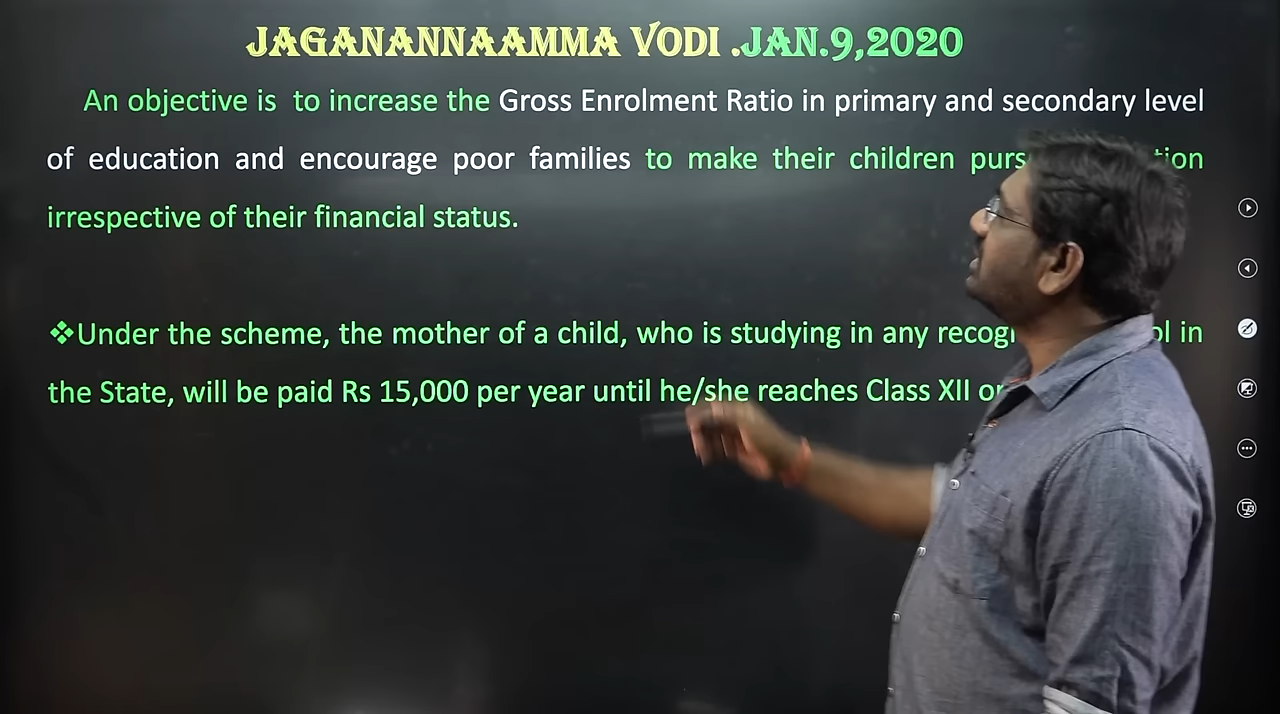 JAGANANNAAMMA VODI .JAN.9,2020
An objective is to increase the Gross Enrolment Ratio in primary and secondary level
of education and encourage poor families to make their children
irrespective of their financial status.
❖Under the scheme, the mother of a child, who is studying in any in
the State, will be paid Rs 15,000 per year until he/she reaches Class XII